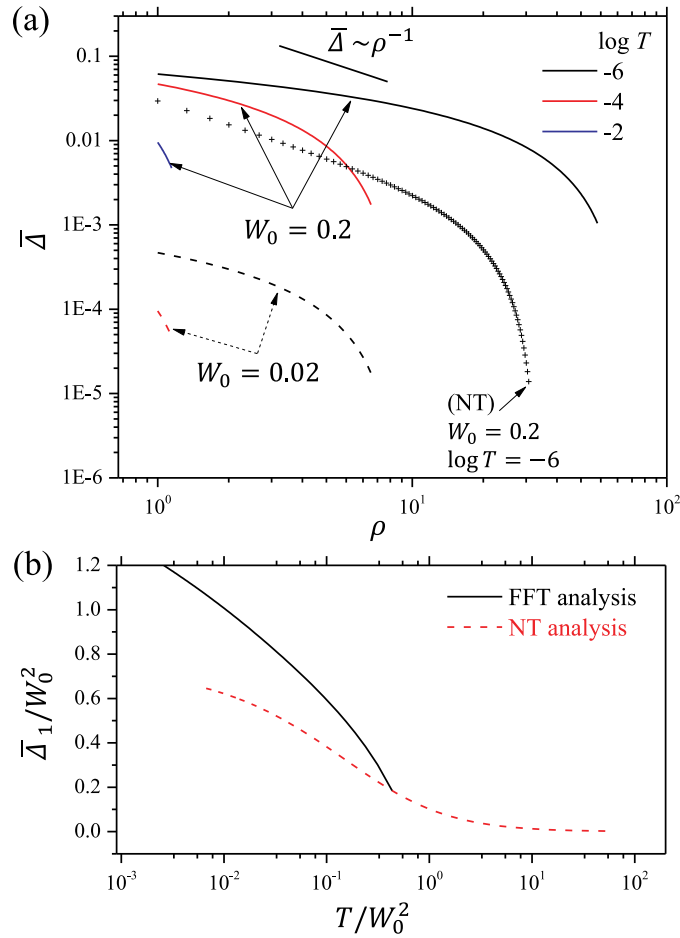 (a)
Δ̅ ~ ρ⁻¹
log T
-6
-4
-2
0.1
0.01
1E-3
1E-4
1E-5
1E-6
Δ̅
W₀ = 0.2
W₀ = 0.02
(NT)
W₀ = 0.2
log T = −6
10⁰
10¹
10²
ρ
(b)
1.2
1.0
0.8
0.6
0.4
0.2
0.0
Δ̅₁/W₀²
FFT analysis
NT analysis
10⁻³
10⁻²
10⁻¹
10⁰
10¹
10²
T/W₀²